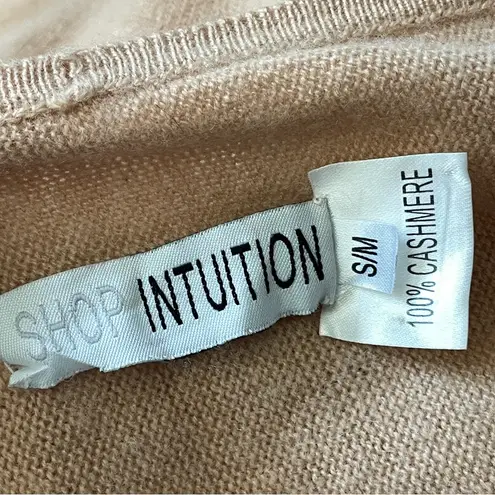 SHOP INTUITION
S/M
100% CASHMERE